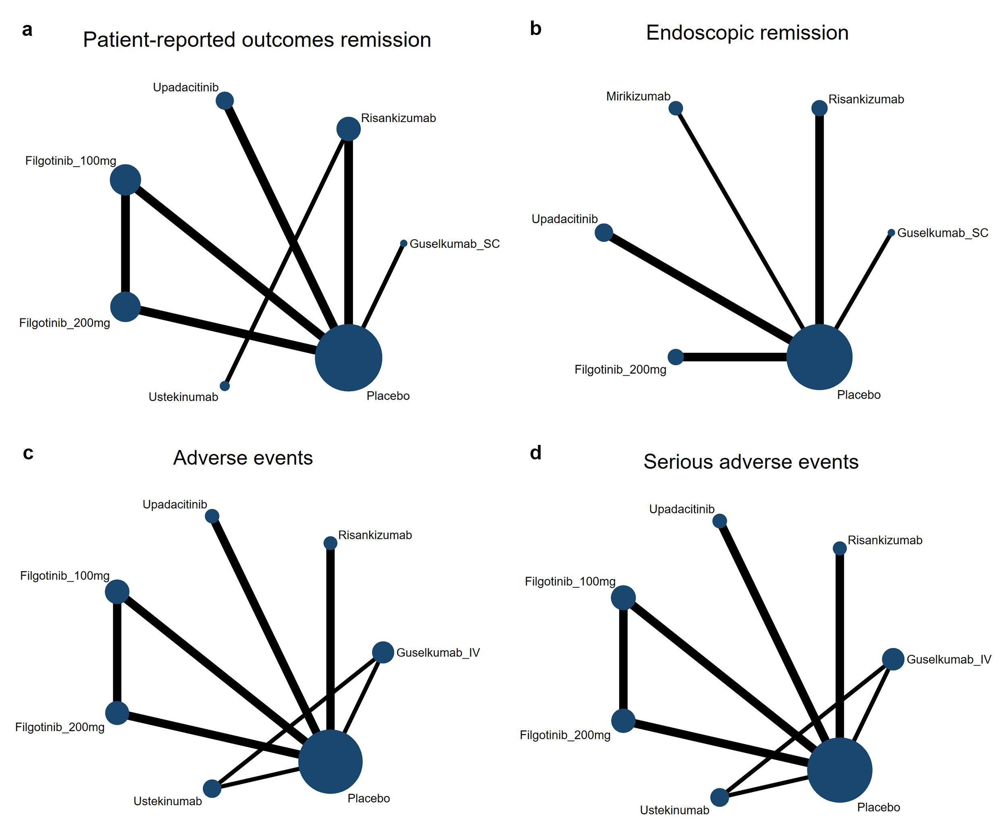 a
Patient-reported outcomes remission
Upadacitinib
Risankizumab
Filgotinib_100mg
Guselkumab_SC
Filgotinib_200mg
Ustekinumab
Placebo
b
Endoscopic remission
Mirikizumab
Risankizumab
Upadacitinib
Guselkumab_SC
Filgotinib_200mg
Placebo
c
Adverse events
Upadacitinib
Risankizumab
Filgotinib_100mg
Guselkumab_IV
Filgotinib_200mg
Ustekinumab
Placebo
d
Serious adverse events
Upadacitinib
Risankizumab
Filgotinib_100mg
Guselkumab_IV
Filgotinib_200mg
Ustekinumab
Placebo